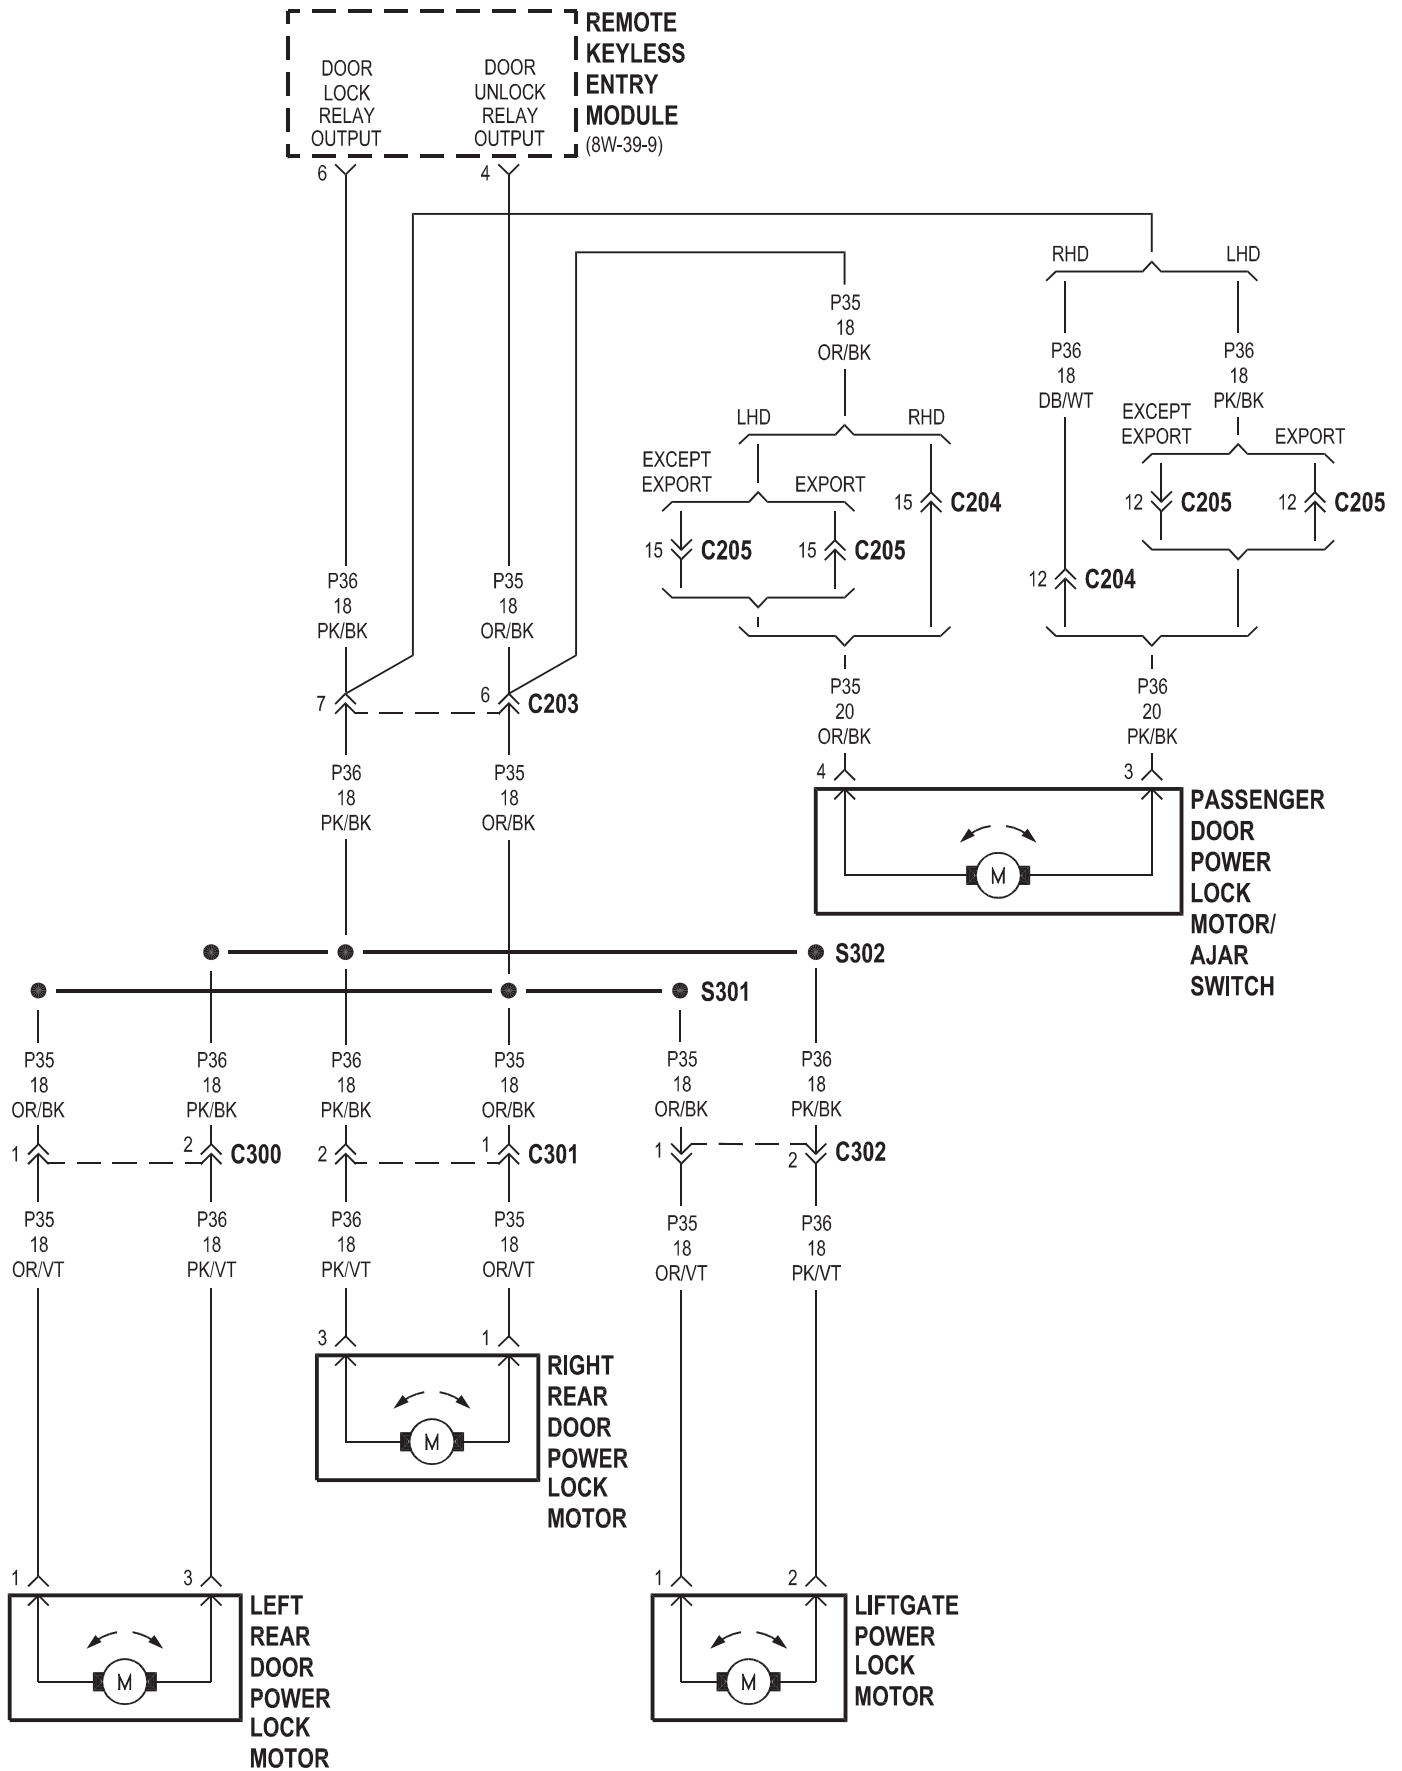 REMOTE
KEYLESS
ENTRY
MODULE
(8W-39-9)
DOOR
LOCK
RELAY
OUTPUT
DOOR
UNLOCK
RELAY
OUTPUT
6
4
RHD
LHD
P35
18
OR/BK
P36
18
DB/WT
P36
18
PK/BK
LHD
RHD
EXCEPT
EXPORT
EXPORT
EXCEPT
EXPORT
EXPORT
15 C204
12 C205
12 C205
15 C205
15 C205
12 C204
P36
18
PK/BK
P35
18
OR/BK
7
6 C203
P35
20
OR/BK
P36
20
PK/BK
P36
18
PK/BK
P35
18
OR/BK
4
3
M
PASSENGER
DOOR
POWER
LOCK
MOTOR/
AJAR
SWITCH
S302
S301
P35
18
OR/BK
P36
18
PK/BK
P36
18
PK/BK
P35
18
OR/BK
P35
18
OR/BK
P36
18
PK/BK
1
2 C300
2
1 C301
1
2 C302
P35
18
OR/VT
P36
18
PK/VT
P36
18
PK/VT
P35
18
OR/VT
P35
18
OR/VT
P36
18
PK/VT
3
1
M
RIGHT
REAR
DOOR
POWER
LOCK
MOTOR
1
3
M
LEFT
REAR
DOOR
POWER
LOCK
MOTOR
1
2
M
LIFTGATE
POWER
LOCK
MOTOR